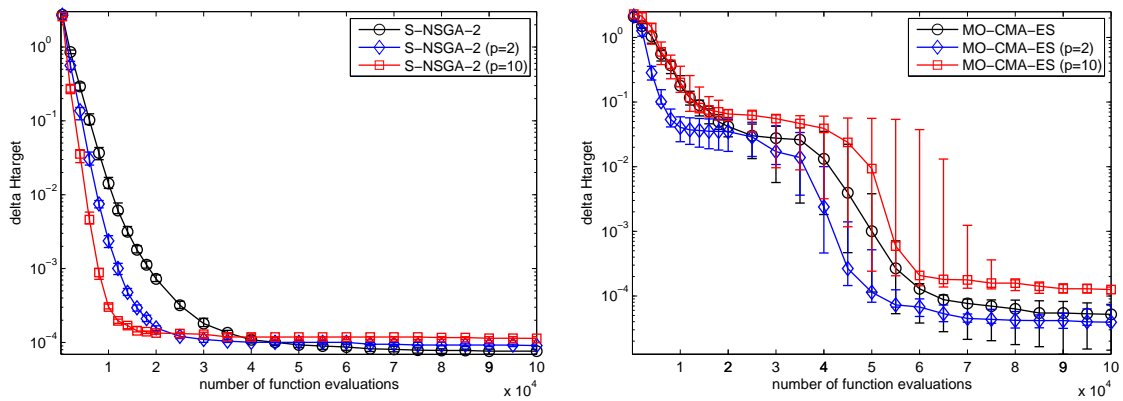 S−NSGA−2
S−NSGA−2 (p=2)
S−NSGA−2 (p=10)
10^0
10^−1
10^−2
10^−3
10^−4
delta Htarget
1 2 3 4 5 6 7 8 9 10
x 10^4
number of function evaluations
MO−CMA−ES
MO−CMA−ES (p=2)
MO−CMA−ES (p=10)
10^0
10^−1
10^−2
10^−3
10^−4
delta Htarget
1 2 3 4 5 6 7 8 9 10
x 10^4
number of function evaluations